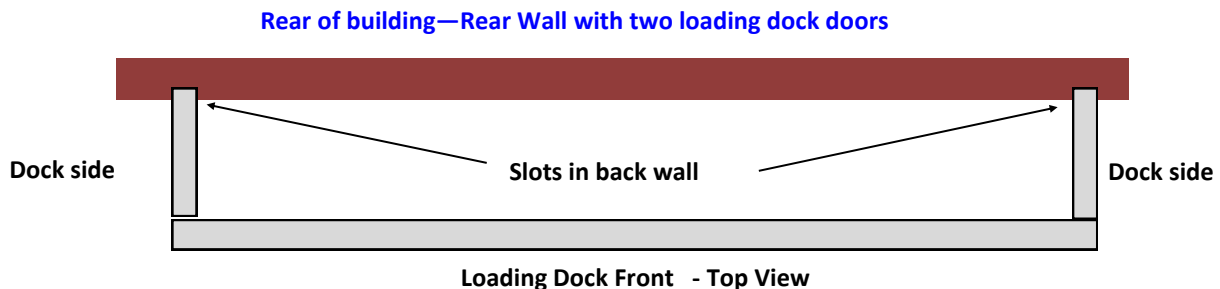 Rear of building—Rear Wall with two loading dock doors
Dock side
Slots in back wall
Dock side
Loading Dock Front - Top View